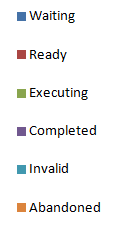 Waiting
Ready
Executing
Completed
Invalid
Abandoned